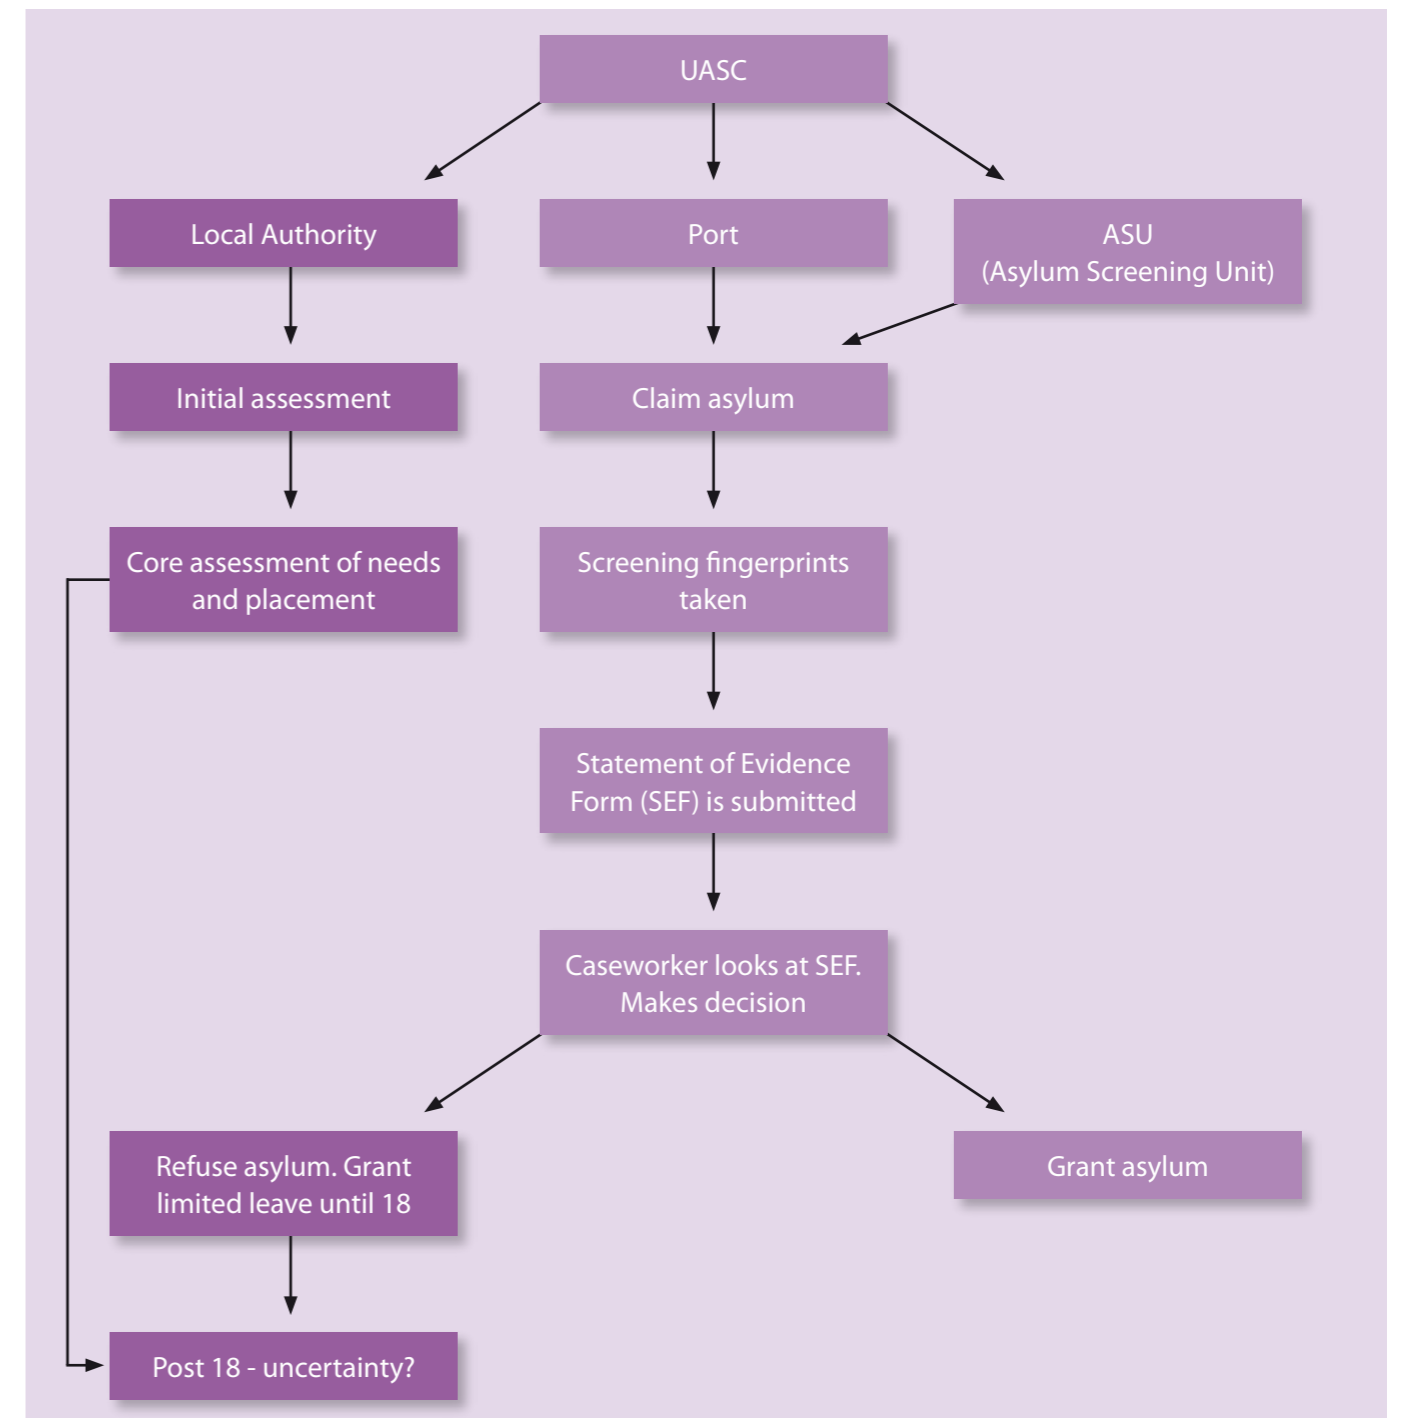 UASC
Local Authority
Port
ASU
(Asylum Screening Unit)
Initial assessment
Claim asylum
Core assessment of needs
and placement
Screening fingerprints
taken
Statement of Evidence
Form (SEF) is submitted
Caseworker looks at SEF.
Makes decision
Refuse asylum. Grant
limited leave until 18
Grant asylum
Post 18 - uncertainty?